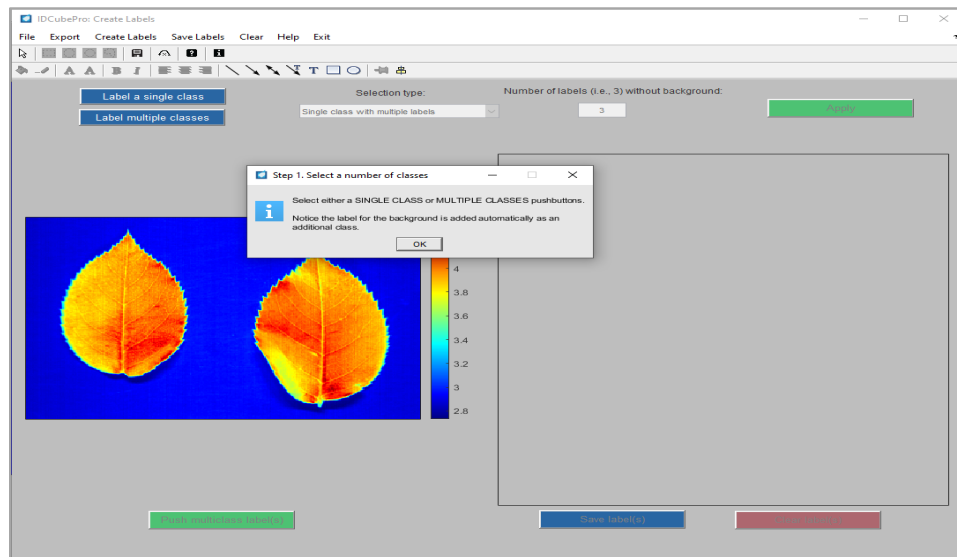 IDCubePro: Create Labels
File Export Create Labels Save Labels Clear Help Exit
A A B I T
Label a single class
Label multiple classes
Selection type:
Single class with multiple labels
Number of labels (i.e., 3) without background:
3
Apply
Step 1. Select a number of classes
Select either a SINGLE CLASS or MULTIPLE CLASSES pushbuttons.
Notice the label for the background is added automatically as an
additional class.
OK
4
3.8
3.6
3.4
3.2
3
2.8
Push multiclass label(s)
Save label(s)